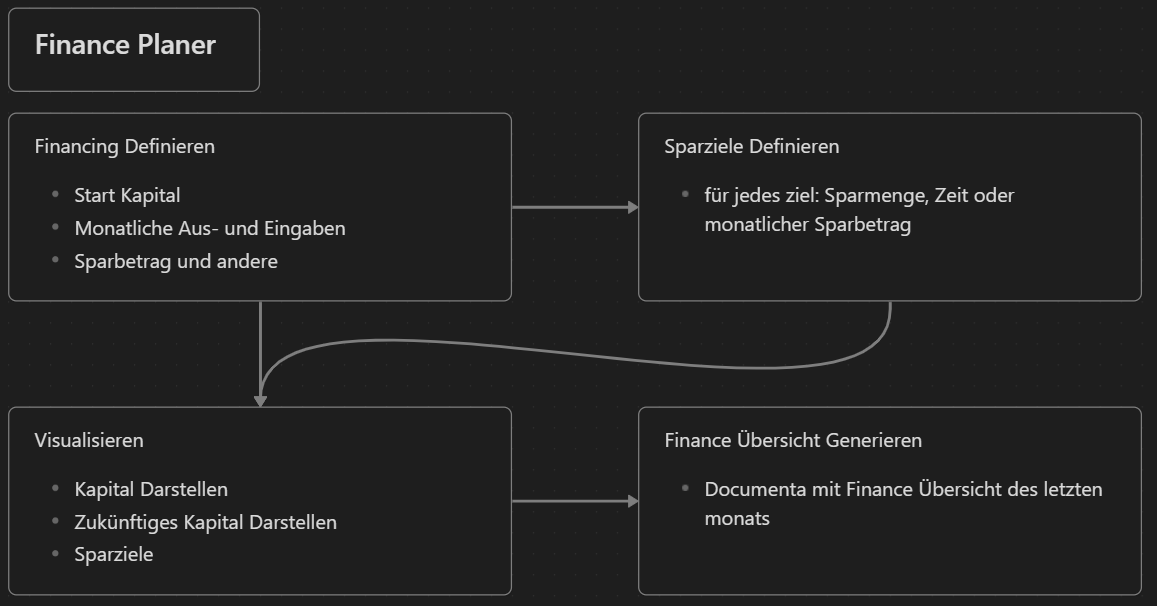 Finance Planer
Financing Definieren
Start Kapital
Monatliche Aus- und Eingaben
Sparbetrag und andere
Sparziele Definieren
für jedes ziel: Sparmenge, Zeit oder
monatlicher Sparbetrag
Visualisieren
Kapital Darstellen
Zukünftiges Kapital Darstellen
Sparziele
Finance Übersicht Generieren
Documenta mit Finance Übersicht des letzten
monats